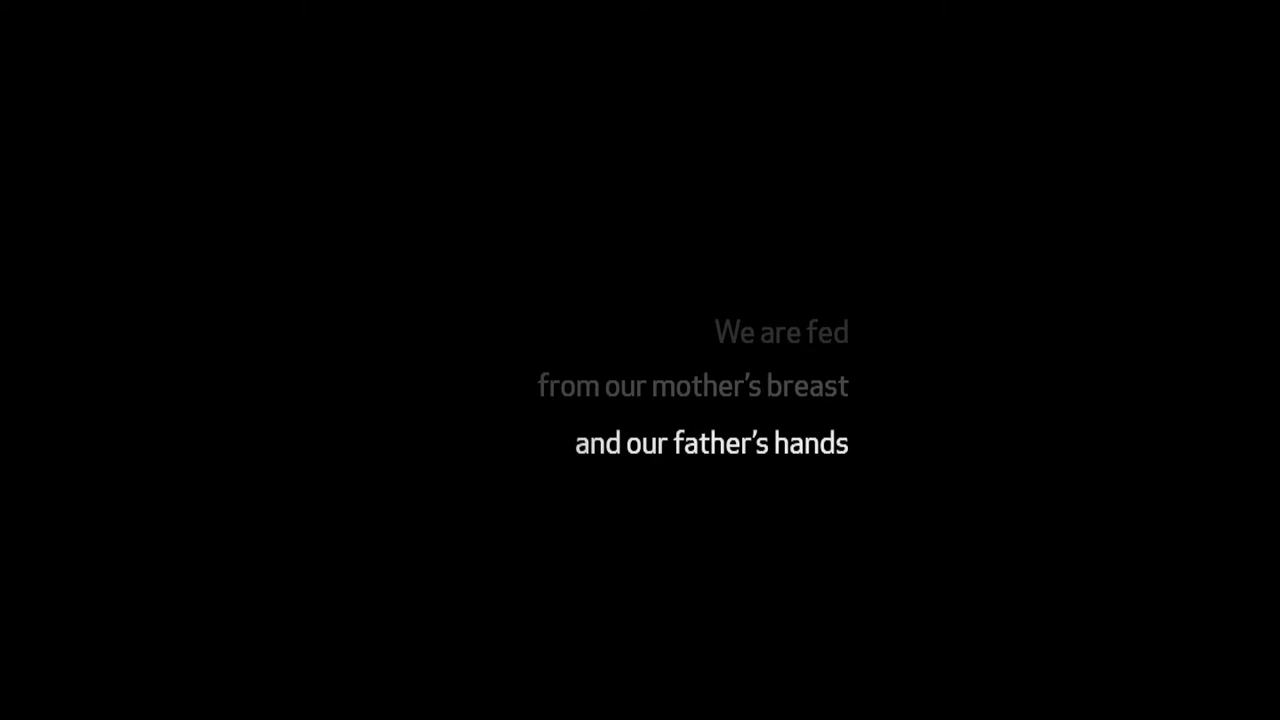 We are fed
from our mother’s breast
and our father’s hands